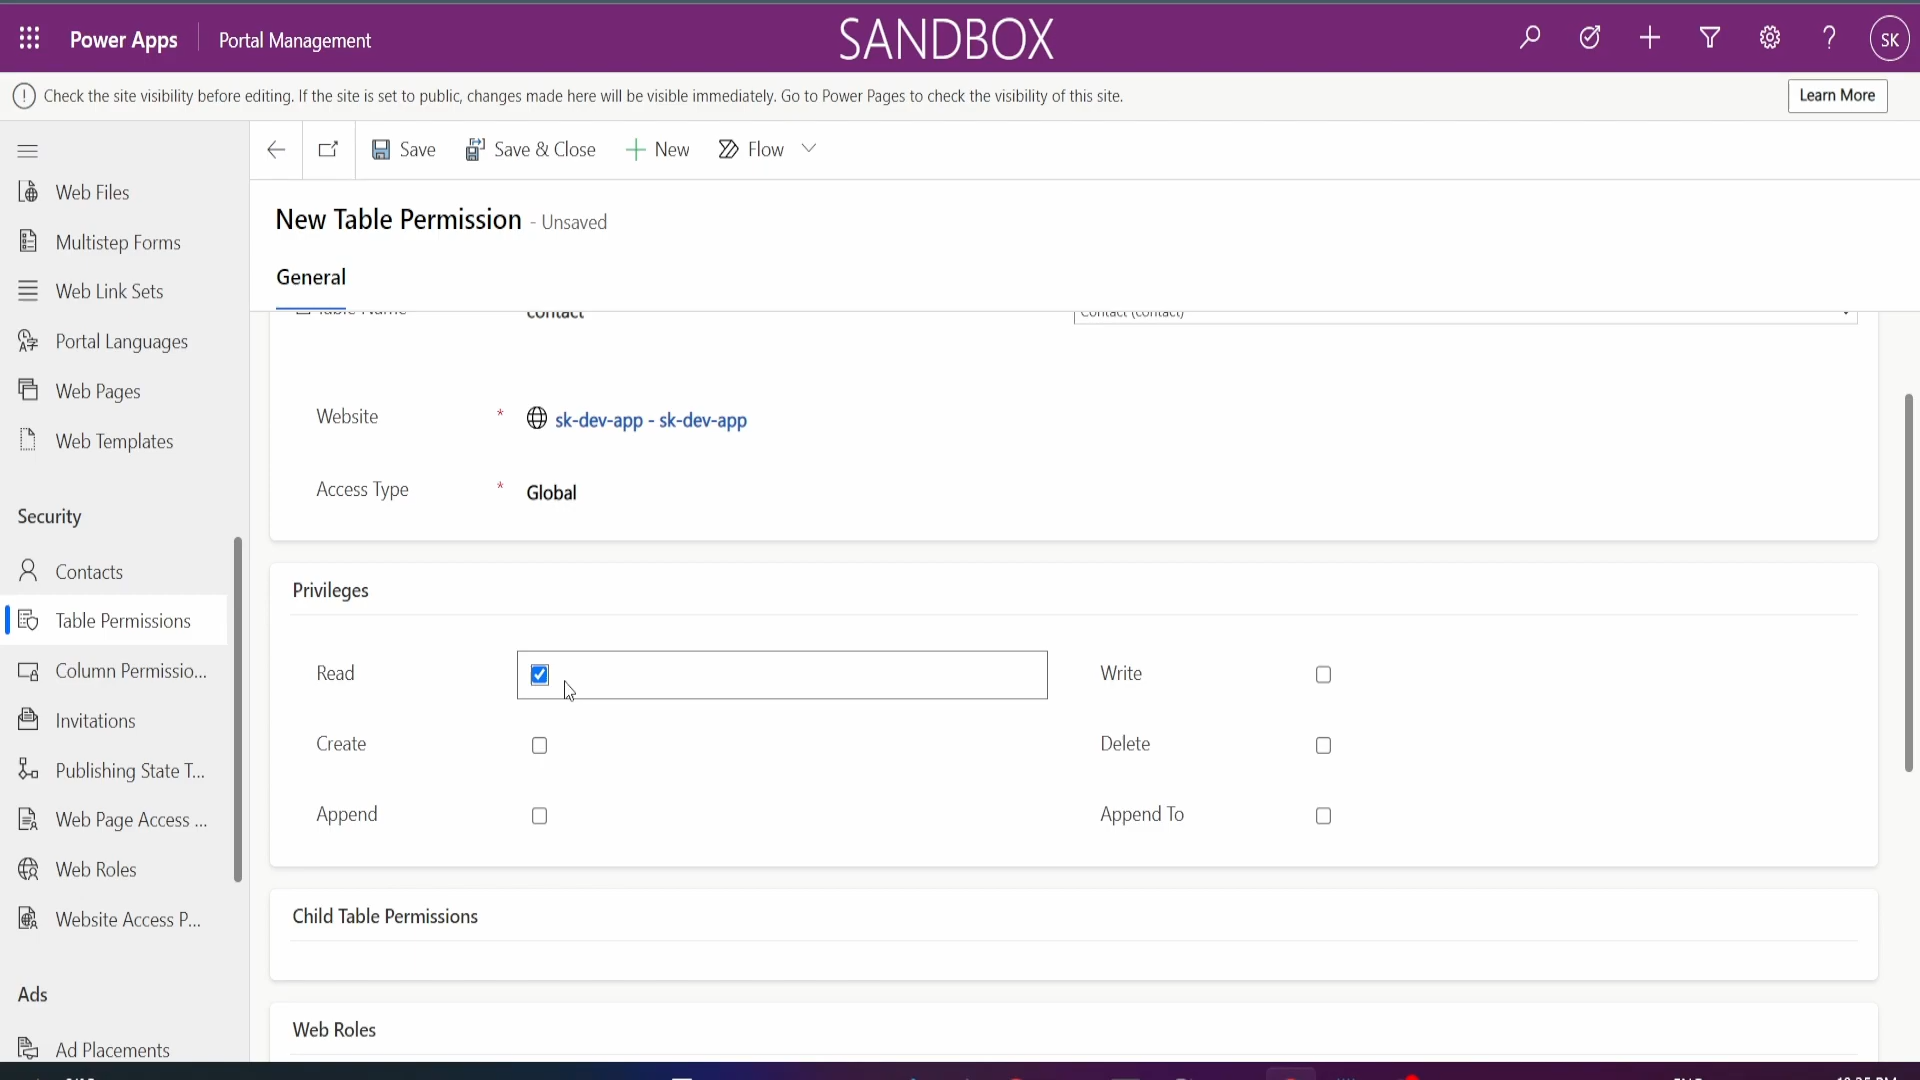 Power Apps
Portal Management
SANDBOX
SK
Check the site visibility before editing. If the site is set to public, changes made here will be visible immediately. Go to Power Pages to check the visibility of this site.
Learn More
Save
Save & Close
New
Flow
New Table Permission - Unsaved
General
Web Files
Multistep Forms
Web Link Sets
Portal Languages
Web Pages
Web Templates
Security
Contacts
Table Permissions
Column Permissio...
Invitations
Publishing State T...
Web Page Access ...
Web Roles
Website Access P...
Ads
Ad Placements
Table Name
contact
Contact (contact)
Website * sk-dev-app - sk-dev-app
Access Type * Global
Privileges
Read
Write
Create
Delete
Append
Append To
Child Table Permissions
Web Roles